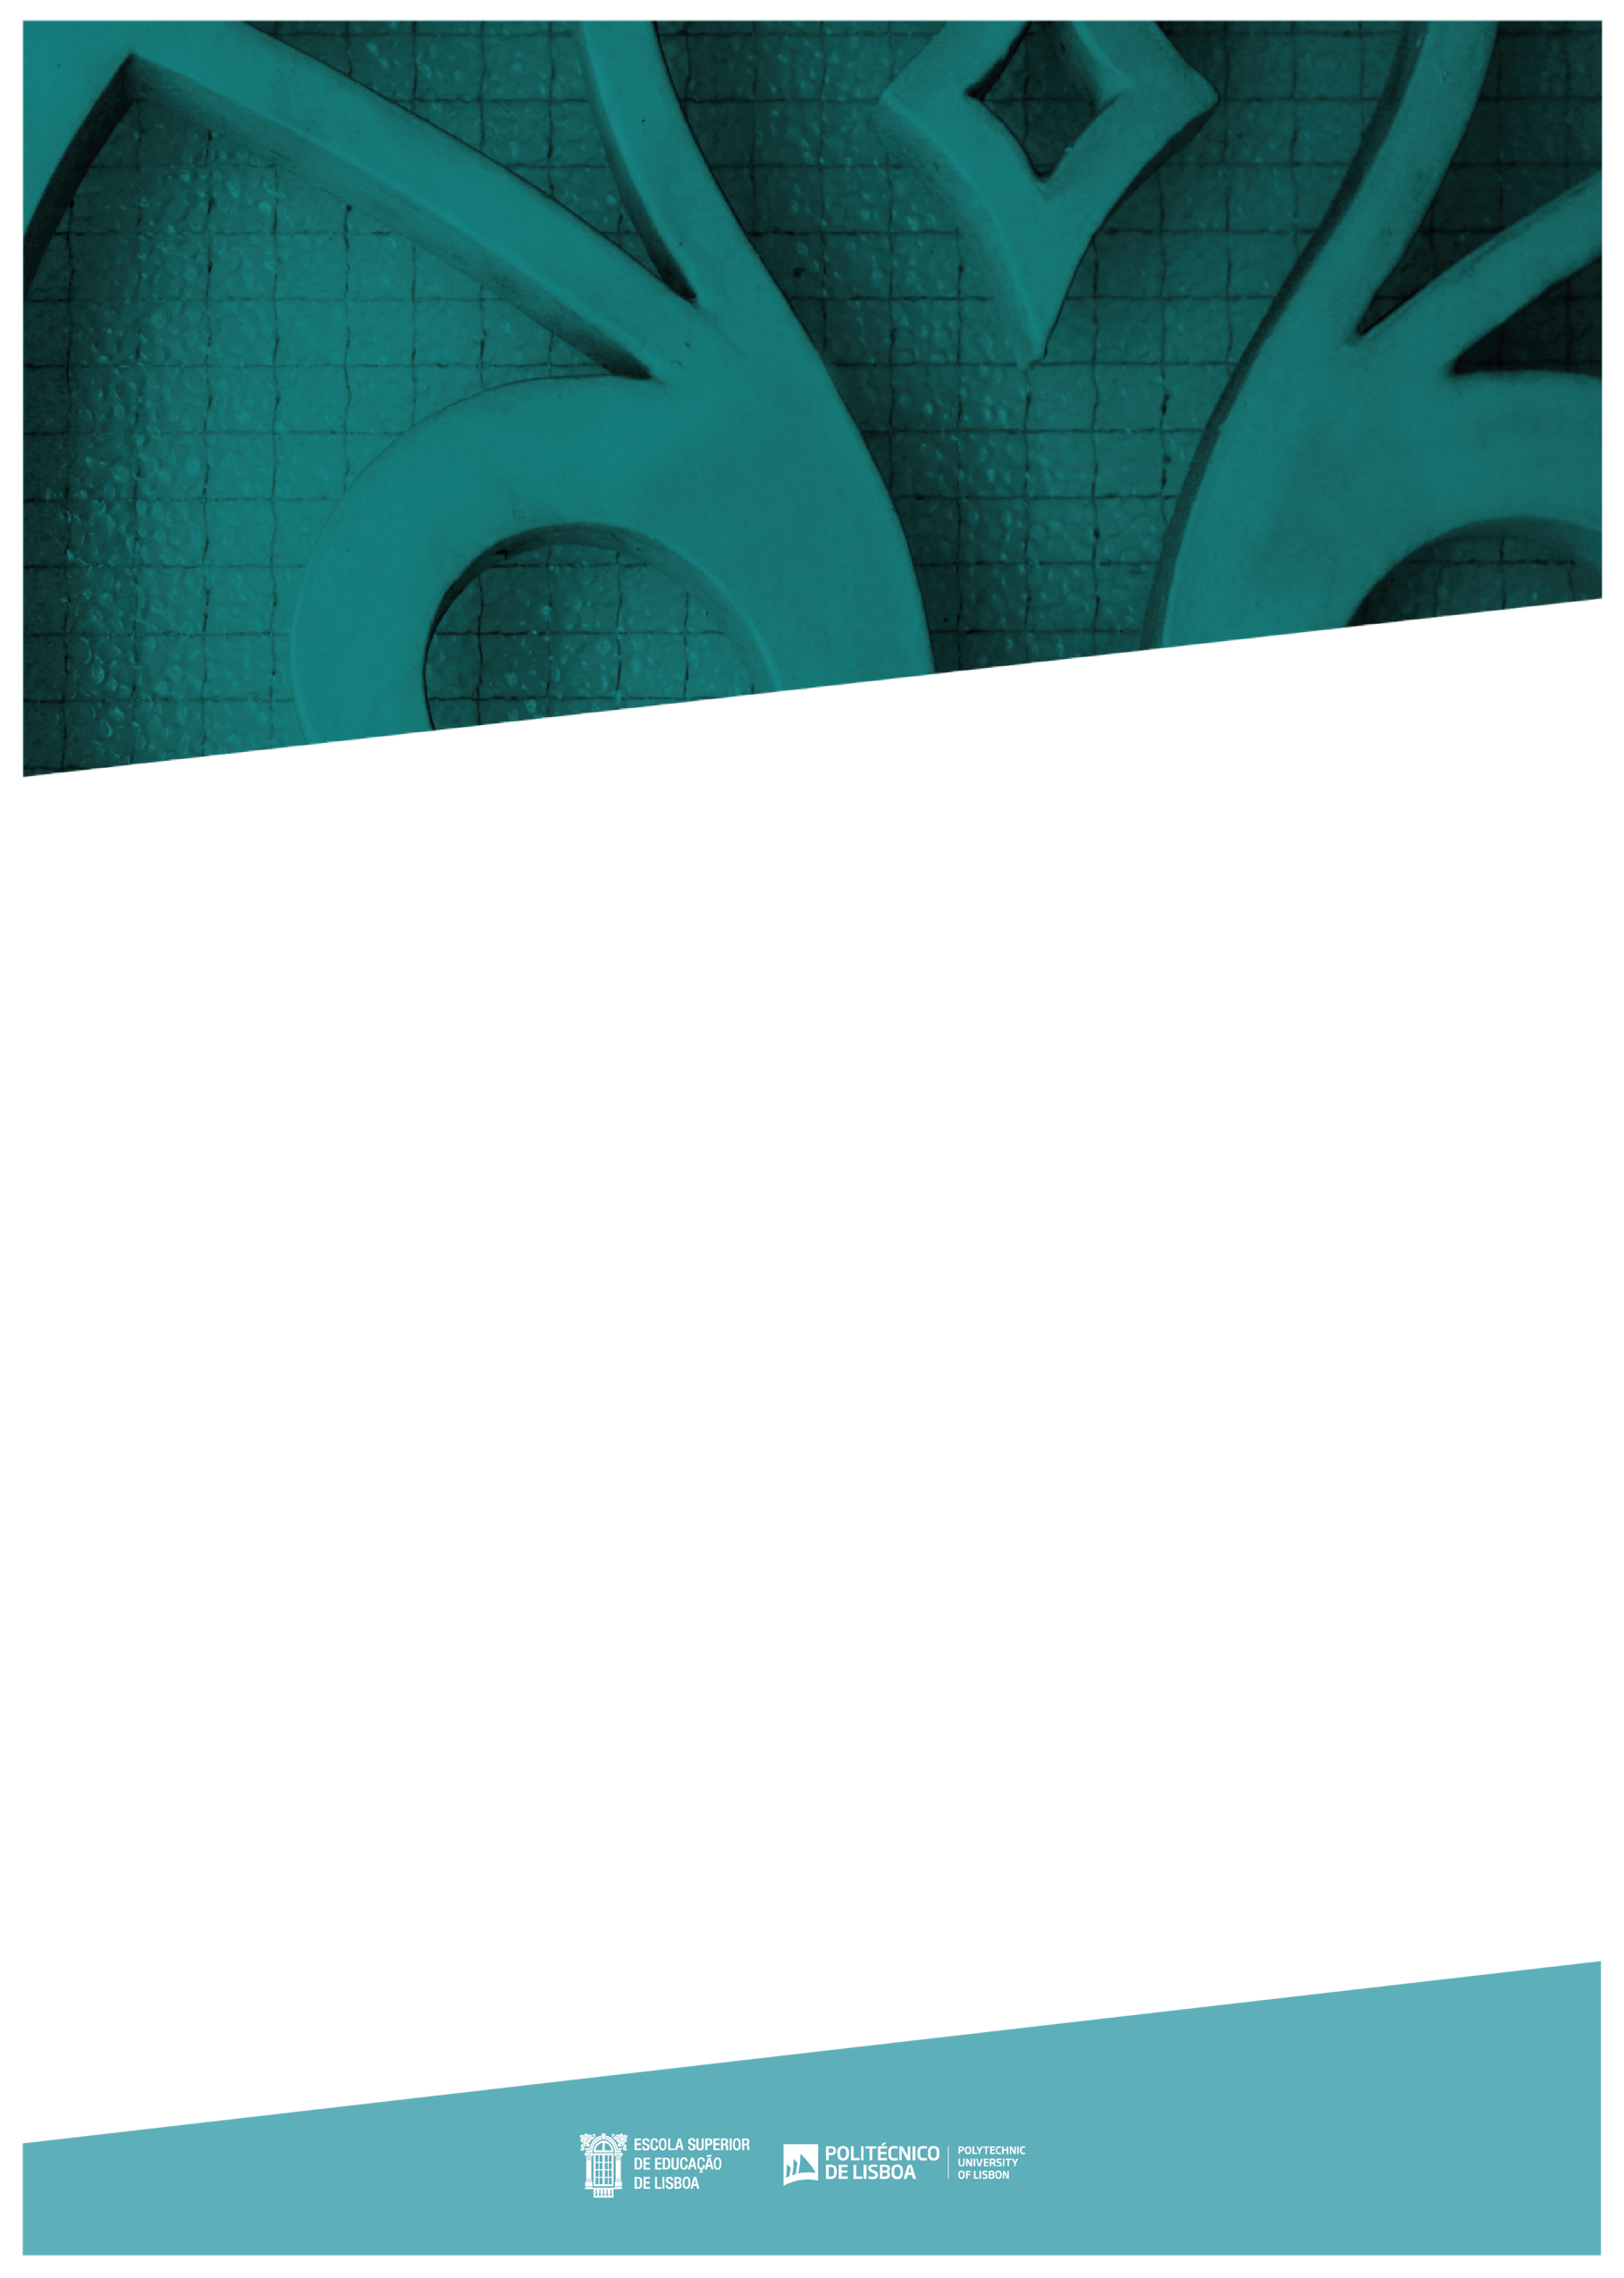 ESCOLA SUPERIOR
DE EDUCAÇÃO
DE LISBOA
POLITÉCNICO
DE LISBOA
POLYTECHNIC
UNIVERSITY
OF LISBON